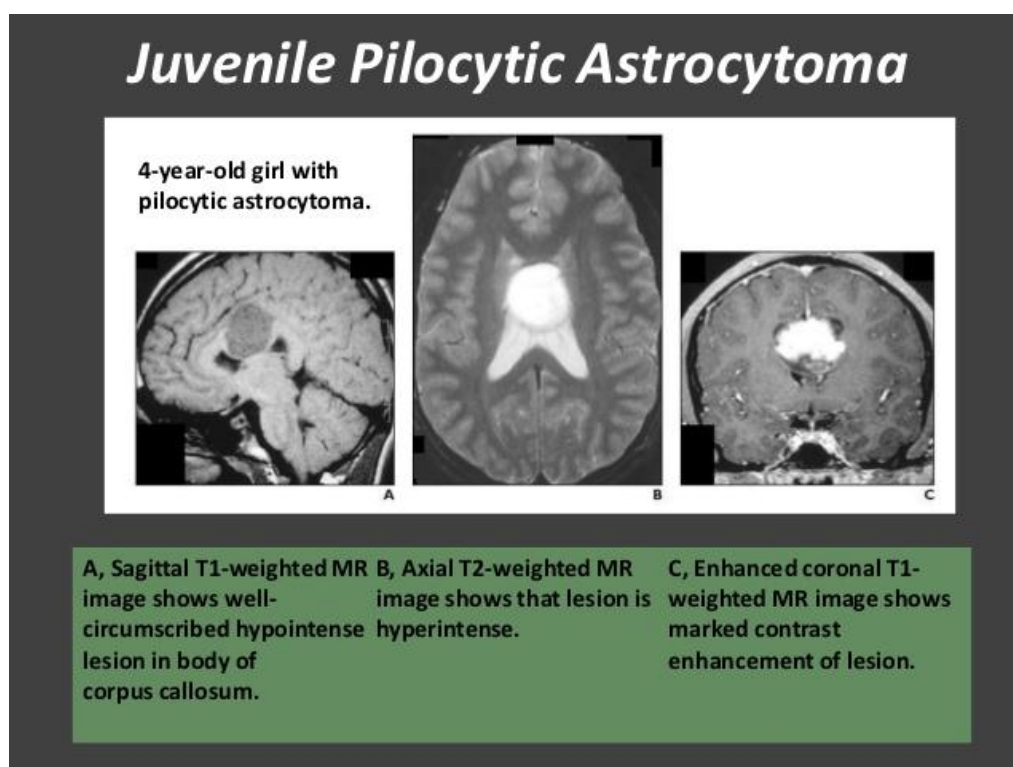 Juvenile Pilocytic Astrocytoma
4-year-old girl with
pilocytic astrocytoma.
A
B
C
A, Sagittal T1-weighted MR
image shows well-
circumscribed hypointense
lesion in body of
corpus callosum.
B, Axial T2-weighted MR
image shows that lesion is
hyperintense.
C, Enhanced coronal T1-
weighted MR image shows
marked contrast
enhancement of lesion.